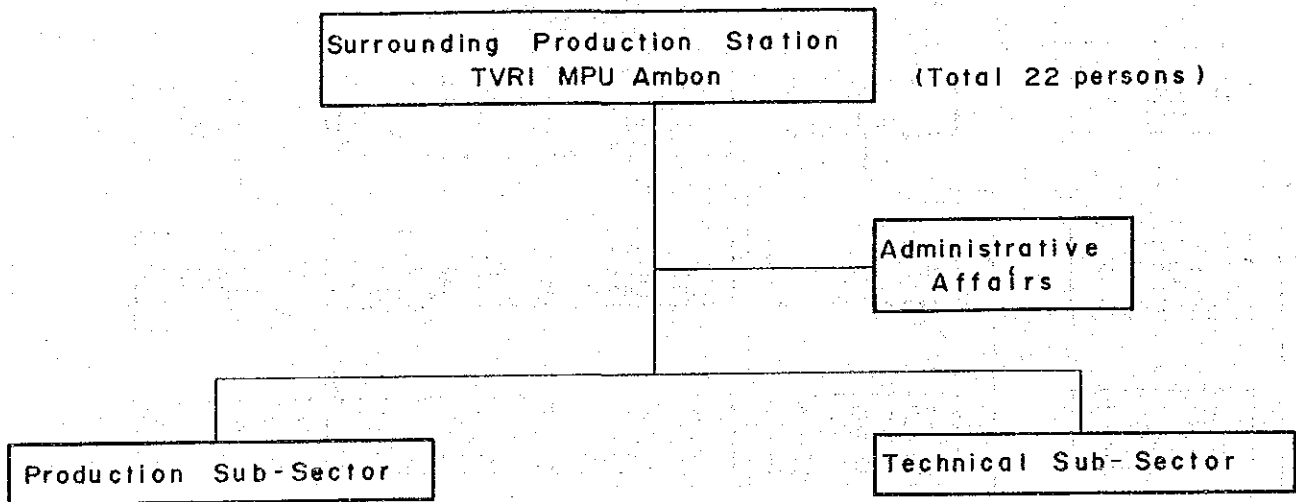 Surrounding Production Station
TVRI MPU Ambon
(Total 22 persons)
Administrative
Affairs
Production Sub-Sector
Technical Sub-Sector